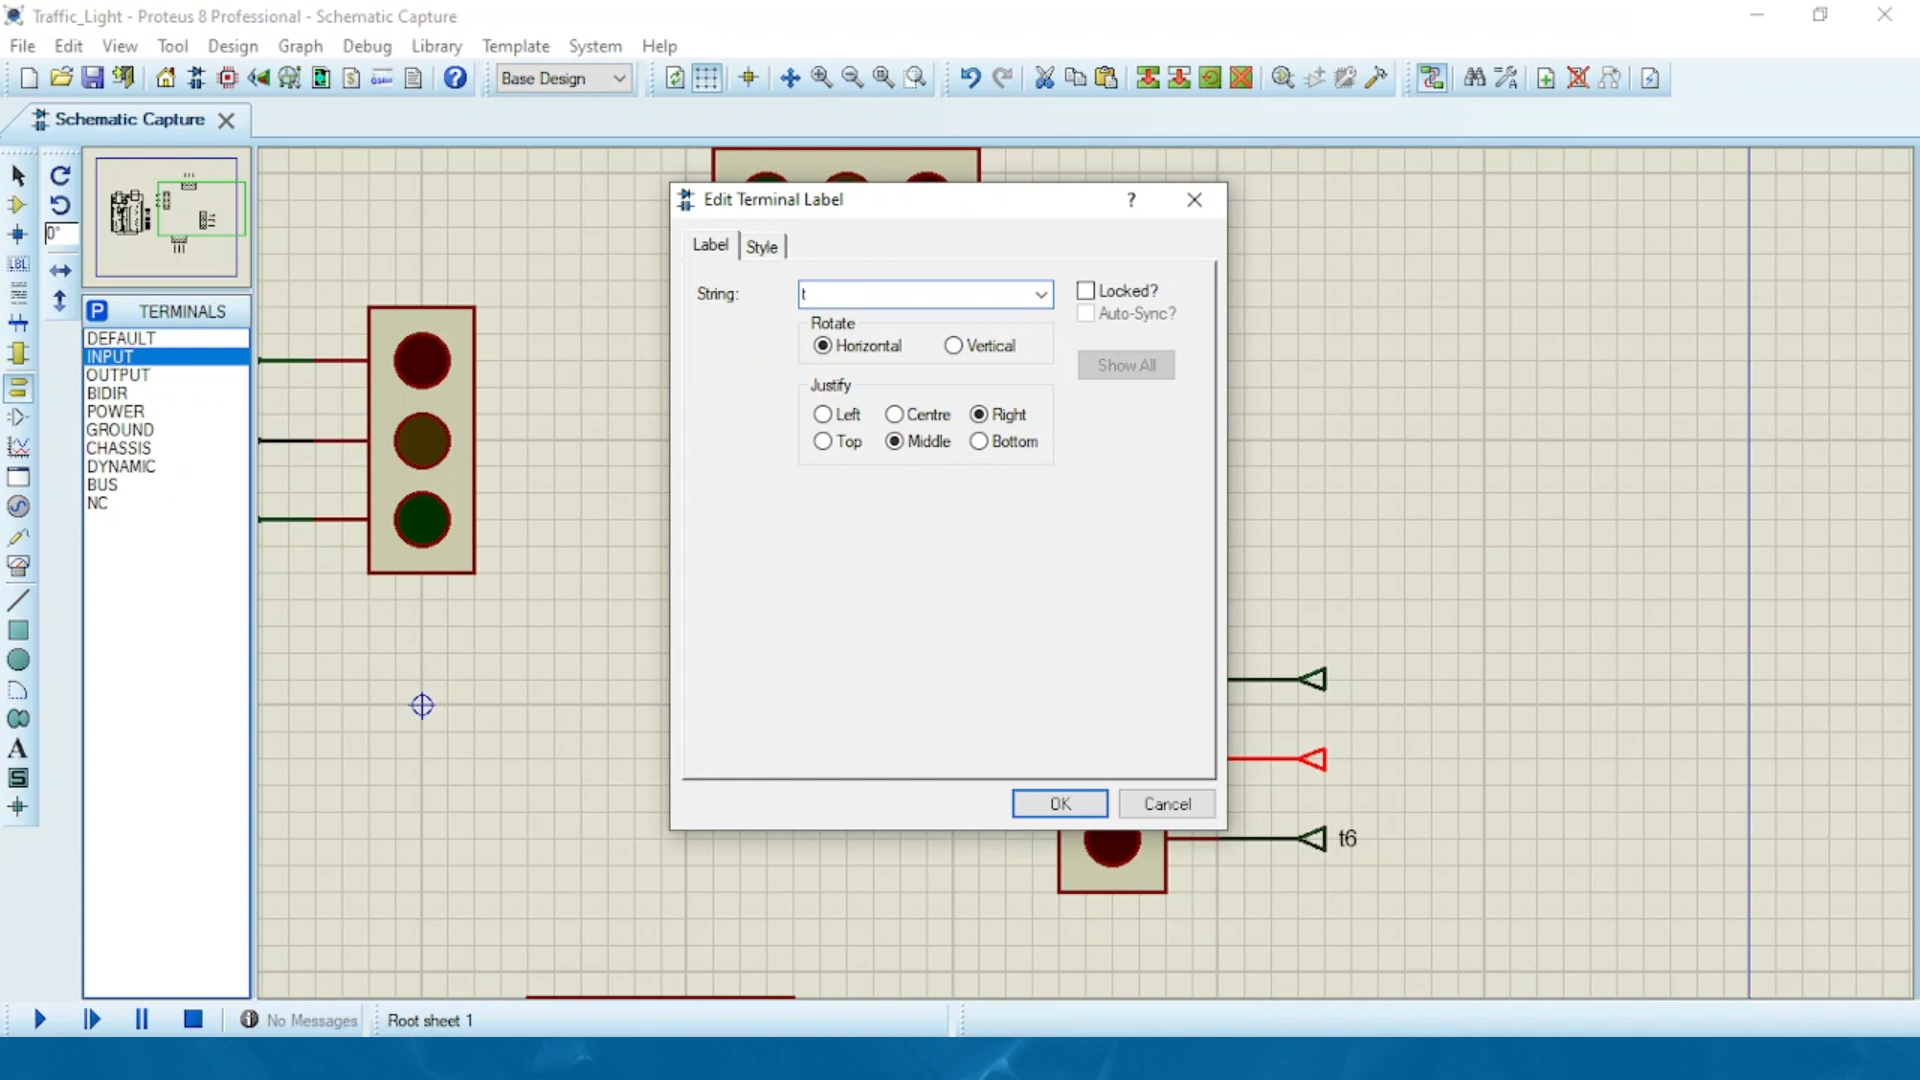 Traffic_Light - Proteus 8 Professional - Schematic Capture
File Edit View Tool Design Graph Debug Library Template System Help
Base Design
Schematic Capture
0°
LBL
A
S
P TERMINALS
DEFAULT
INPUT
OUTPUT
BIDIR
POWER
GROUND
CHASSIS
DYNAMIC
BUS
NC
Edit Terminal Label ?
Label Style
String: t
Locked?
Auto-Sync?
Rotate
Horizontal Vertical
Show All
Justify
Left Centre Right
Top Middle Bottom
OK Cancel
t6
No Messages Root sheet 1